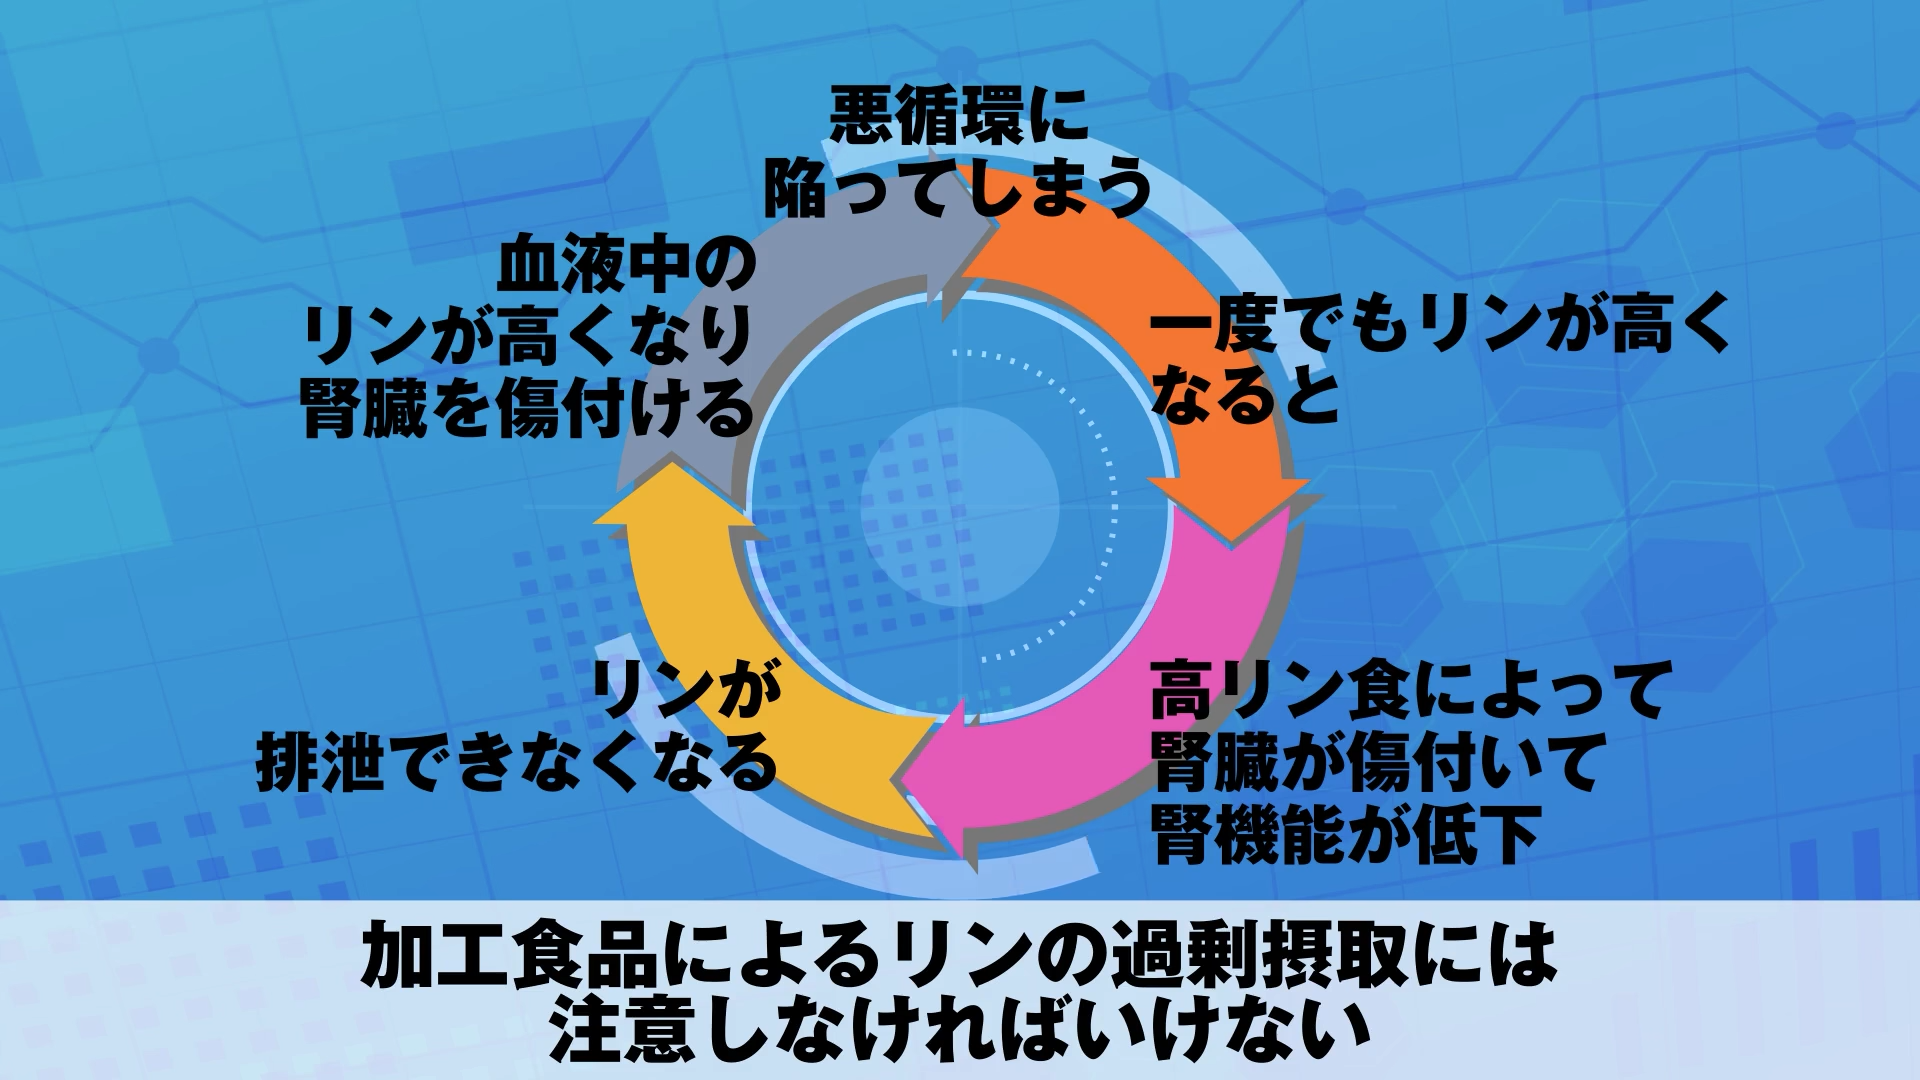 悪循環に
陥ってしまう
一度でもリンが高く
なると
高リン食によって
腎臓が傷付いて
腎機能が低下
リンが
排泄できなくなる
血液中の
リンが高くなり
腎臓を傷付ける
加工食品によるリンの過剰摂取には
注意しなければいけない